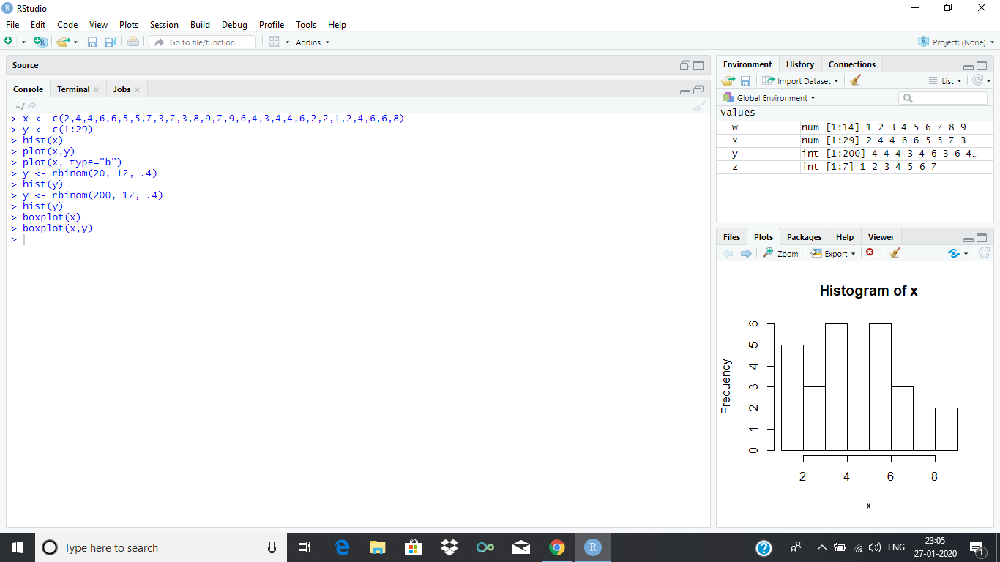 RStudio
File Edit Code View Plots Session Build Debug Profile Tools Help
Go to file/function Addins Project: (None)
Source
Console Terminal Jobs
~/
> x <- c(2,4,4,6,6,5,5,7,3,7,3,8,9,7,9,6,4,3,4,4,6,2,2,1,2,4,6,6,8)
> y <- c(1:29)
> hist(x)
> plot(x,y)
> plot(x, type="b")
> y <- rbinom(20, 12, .4)
> hist(y)
> y <- rbinom(200, 12, .4)
> hist(y)
> boxplot(x)
> boxplot(x,y)
>
Environment History Connections
Import Dataset List
Global Environment
Values
w num [1:14] 1 2 3 4 5 6 7 8 9 …
x num [1:29] 2 4 4 6 6 5 5 7 3 …
y int [1:200] 4 4 4 3 4 6 3 6 4…
z int [1:7] 1 2 3 4 5 6 7
Files Plots Packages Help Viewer
Zoom Export
Histogram of x
Frequency
6
5
4
3
2
1
0
2 4 6 8
x
Type here to search
R
ENG
23:05
27-01-2020
1